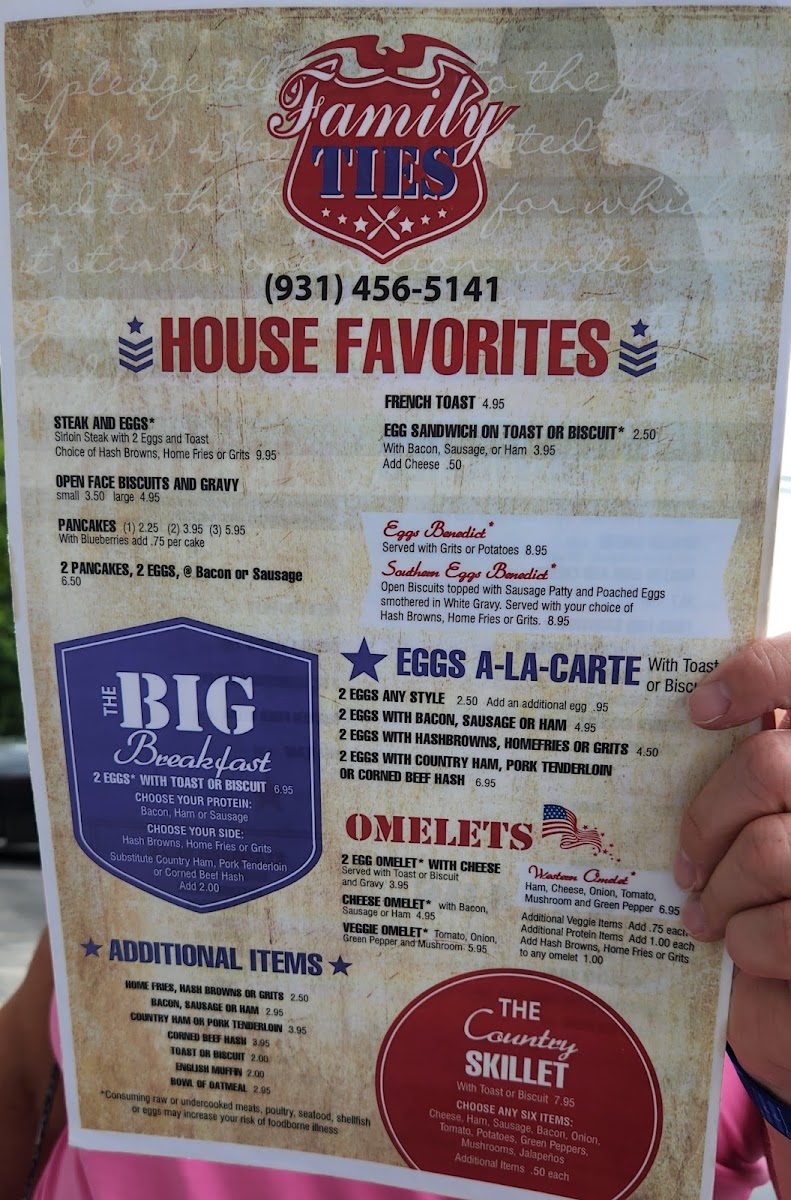 Family
TIES
(931) 456-5141
HOUSE FAVORITES
STEAK AND EGGS*
Sirloin Steak with 2 Eggs and Toast
Choice of Hash Browns, Home Fries or Grits 9.95
OPEN FACE BISCUITS AND GRAVY
small 3.50 large 4.95
PANCAKES (1) 2.25 (2) 3.95 (3) 5.95
With Blueberries add .75 per cake
2 PANCAKES, 2 EGGS, @ Bacon or Sausage
6.50
FRENCH TOAST 4.95
EGG SANDWICH ON TOAST OR BISCUIT* 2.50
With Bacon, Sausage, or Ham 3.95
Add Cheese .50
Eggs Benedict*
Served with Grits or Potatoes 8.95
Southern Eggs Benedict*
Open Biscuits topped with Sausage Patty and Poached Eggs
smothered in White Gravy. Served with your choice of
Hash Browns, Home Fries or Grits. 8.95
THE BIG
Breakfast
2 EGGS* WITH TOAST OR BISCUIT 6.95
CHOOSE YOUR PROTEIN:
Bacon, Ham or Sausage
CHOOSE YOUR SIDE:
Hash Browns, Home Fries or Grits
Substitute Country Ham, Pork Tenderloin
or Corned Beef Hash
Add 2.00
EGGS A-LA-CARTE With Toast
or Biscu
2 EGGS ANY STYLE 2.50 Add an additional egg .95
2 EGGS WITH BACON, SAUSAGE OR HAM 4.95
2 EGGS WITH HASHBROWNS, HOMEFRIES OR GRITS 4.50
2 EGGS WITH COUNTRY HAM, PORK TENDERLOIN
OR CORNED BEEF HASH 6.95
OMELETS
2 EGG OMELET* WITH CHEESE
Served with Toast or Biscuit
and Gravy 3.95
CHEESE OMELET* with Bacon,
Sausage or Ham 4.95
VEGGIE OMELET* Tomato, Onion,
Green Pepper and Mushroom 5.95
Western Omelet*
Ham, Cheese, Onion, Tomato,
Mushroom and Green Pepper 6.95
Additional Veggie Items Add .75 each
Additional Protein Items Add 1.00 each
Add Hash Browns, Home Fries or Grits
to any omelet 1.00
ADDITIONAL ITEMS
HOME FRIES, HASH BROWNS OR GRITS 2.50
BACON, SAUSAGE OR HAM 2.95
COUNTRY HAM OR PORK TENDERLOIN 3.95
CORNED BEEF HASH 3.95
TOAST OR BISCUIT 2.00
ENGLISH MUFFIN 2.00
BOWL OF OATMEAL 2.95
*Consuming raw or undercooked meats, poultry, seafood, shellfish
or eggs may increase your risk of foodborne illness
THE
Country
SKILLET
With Toast or Biscuit 7.95
CHOOSE ANY SIX ITEMS:
Cheese, Ham, Sausage, Bacon, Onion,
Tomato, Potatoes, Green Peppers,
Mushrooms, Jalapeños
Additional Items .50 each